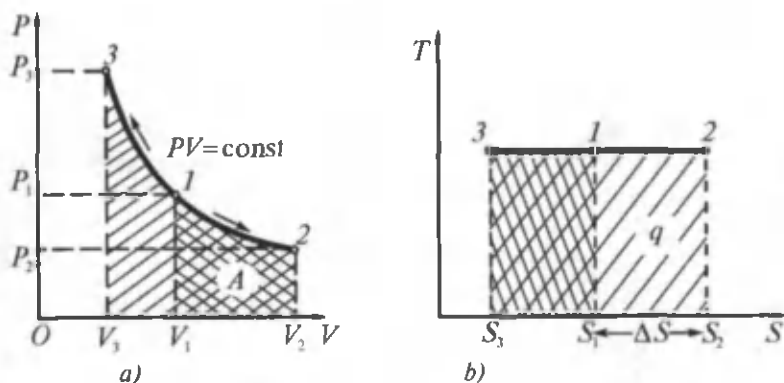 P
3
P₃
PV=const
P₁
1
P₂
2
A
O
V₃
V₁
V₂
V
a)
T
3
1
2
q
S₃
S₁
ΔS
S₂
S
b)